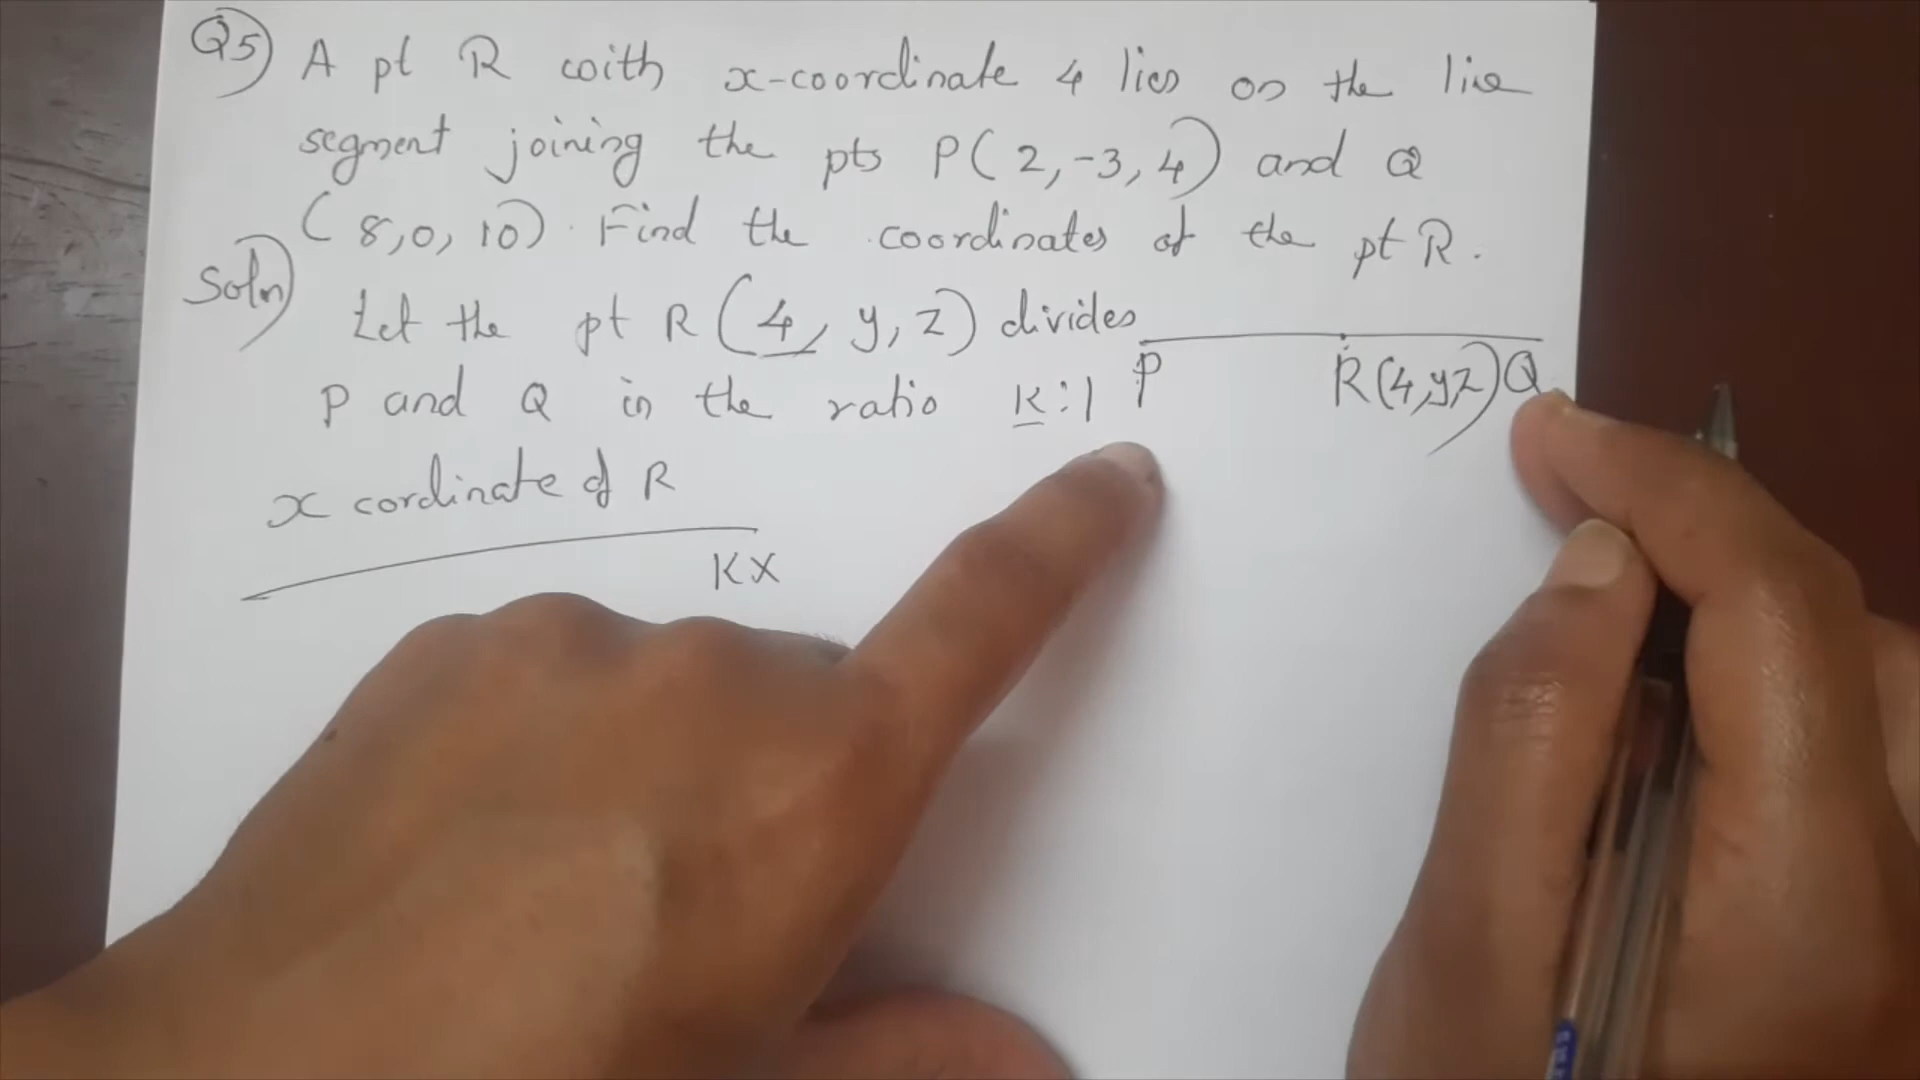 Q5) A pt R with x-coordinate 4 lies on the line
segment joining the pts P(2,-3,4) and Q
(8,0,10). Find the coordinates of the pt R.
Soln) Let the pt R (4, y, z) divides
P and Q in the ratio K:1
P R(4,y,z) Q
x cordinate of R
K×